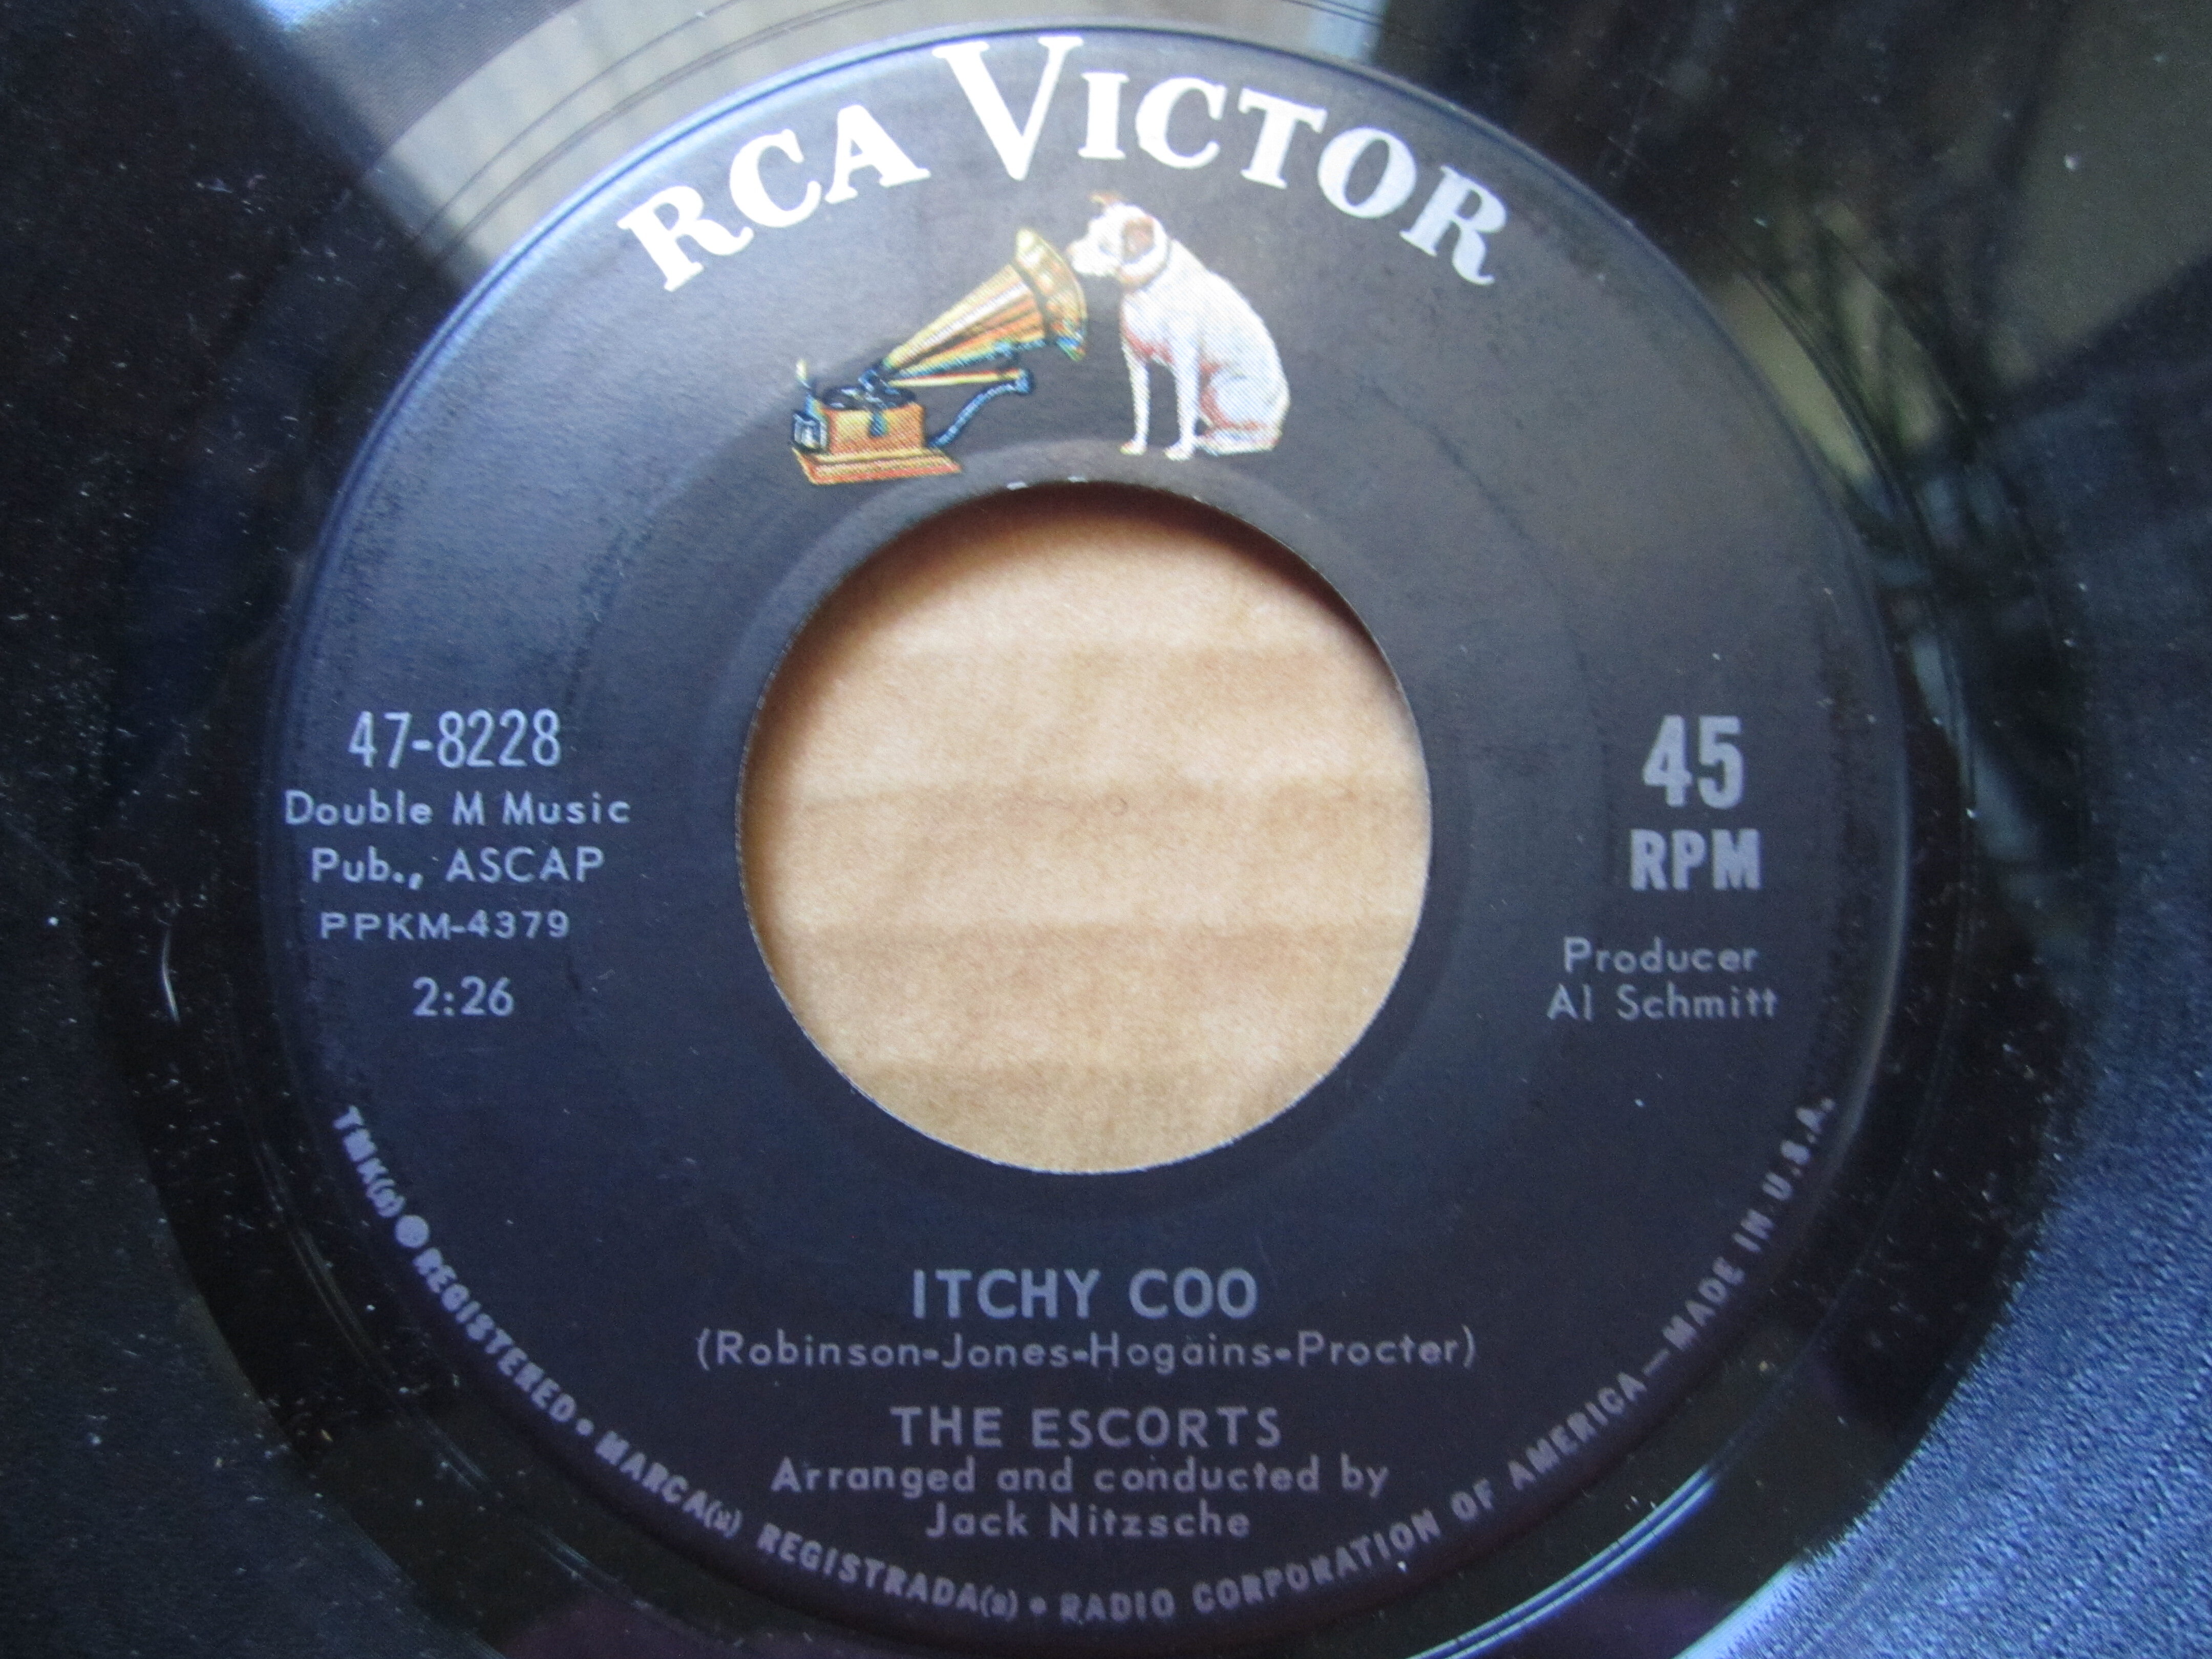 RCA VICTOR
47-8228
Double M Music
Pub., ASCAP
PPKM-4379
2:26
45
RPM
Producer
Al Schmitt
ITCHY COO
(Robinson-Jones-Hogains-Procter)
THE ESCORTS
Arranged and conducted by
Jack Nitzsche
TMK(s) ® REGISTERED • MARCA(s) REGISTRADA(s) • RADIO CORPORATION OF AMERICA — MADE IN U.S.A.